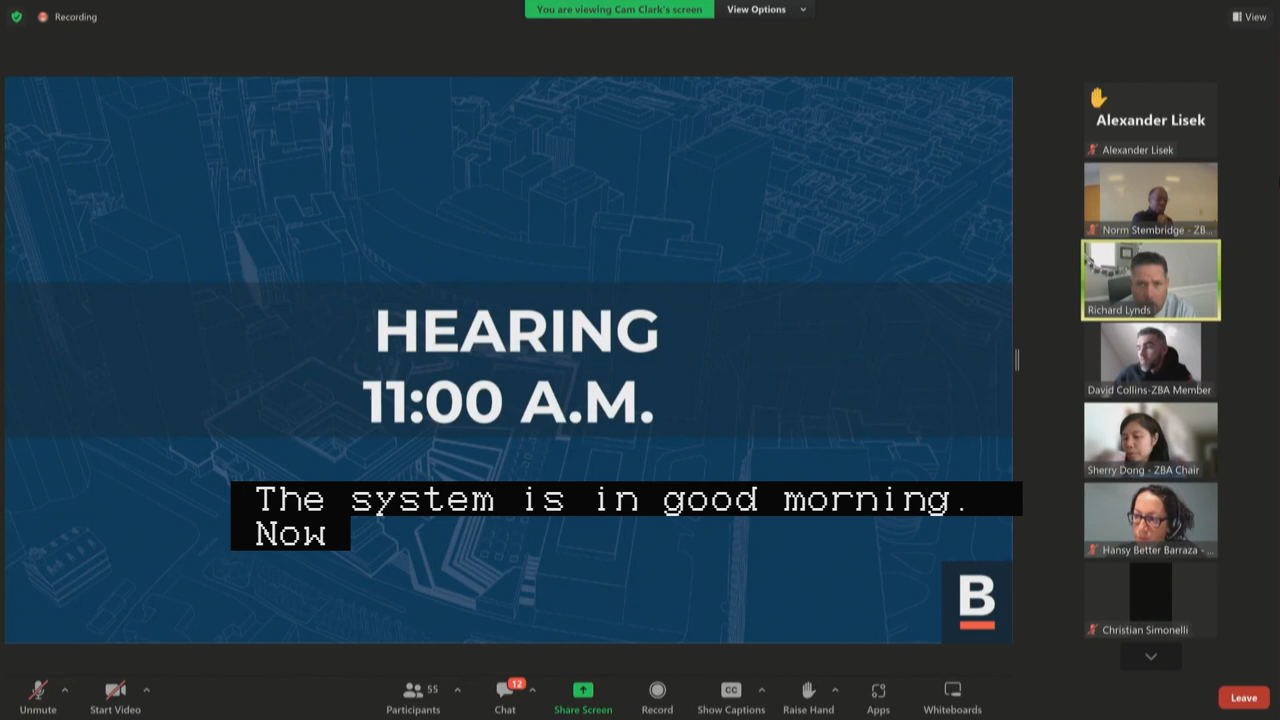 Recording
You are viewing Cam Clark's screen
View Options
View
HEARING
11:00 A.M.
The system is in good morning.
Now
B
Alexander Lisek
Alexander Lisek
Norm Stembridge - ZB...
Richard Lynds
David Collins-ZBA Member
Sherry Dong - ZBA Chair
Hansy Better Barraza - ...
Christian Simonelli
Unmute
Start Video
55
Participants
12
Chat
Share Screen
Record
CC
Show Captions
Raise Hand
Apps
Whiteboards
Leave